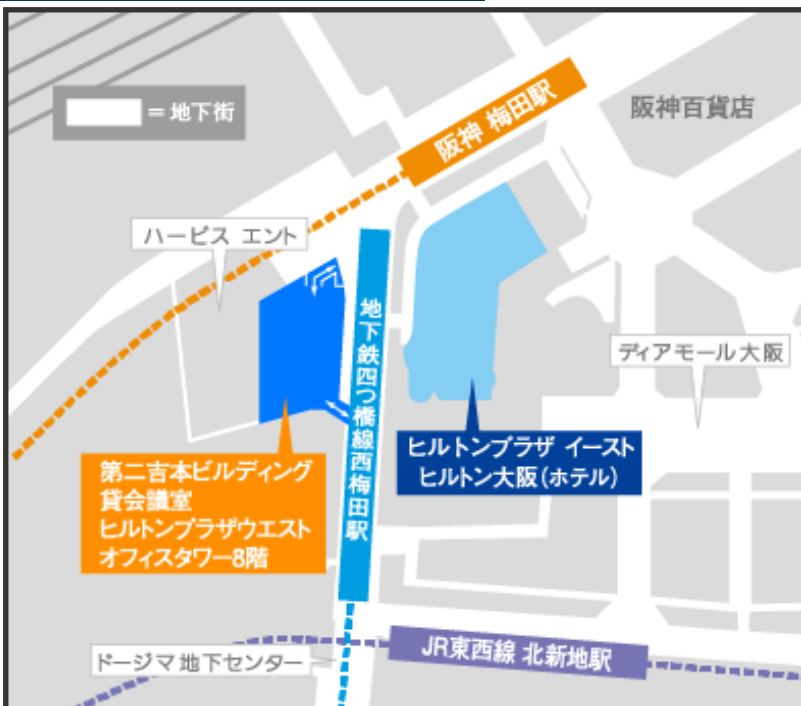 = 地下街
阪神 梅田駅
阪神百貨店
ハービス エント
地下鉄四つ橋線西梅田駅
ディアモール大阪
ヒルトンプラザ イースト
ヒルトン大阪(ホテル)
第二吉本ビルディング
貸会議室
ヒルトンプラザウエスト
オフィスタワー8階
ドージマ地下センター
JR東西線 北新地駅